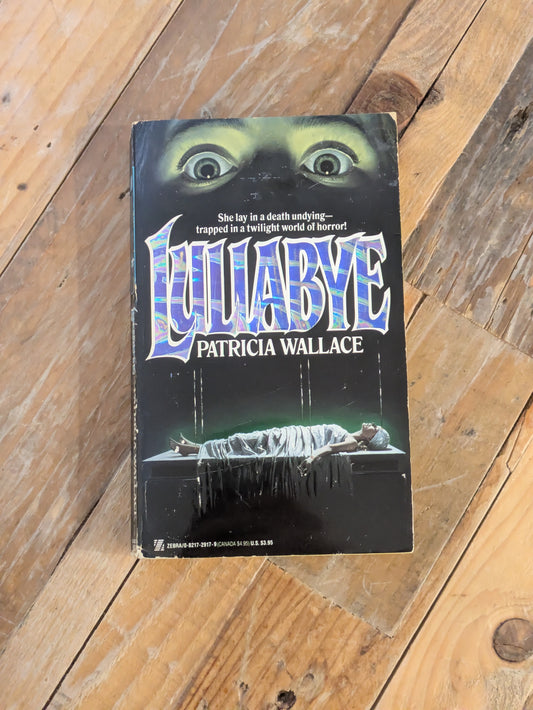 She lay in a death undying—
trapped in a twilight world of horror!
LULLABYE
PATRICIA WALLACE
ZEBRA/0-8217-2917-9 (CANADA $4.95) U.S. $3.95